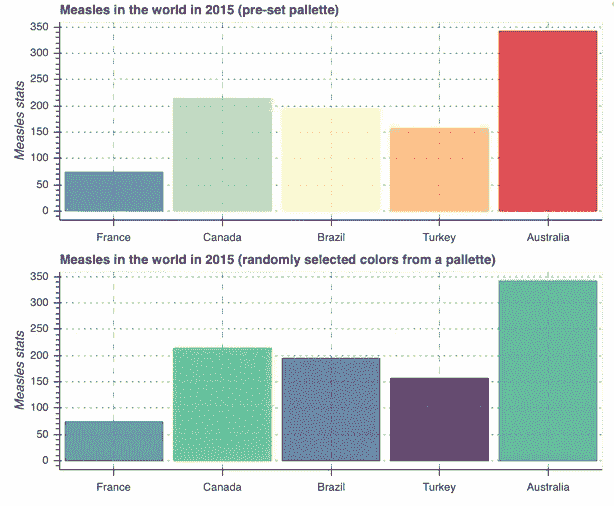 Measles in the world in 2015 (pre-set pallette)
350
300
250
200
150
100
50
0
Measles stats
France Canada Brazil Turkey Australia
Measles in the world in 2015 (randomly selected colors from a pallette)
350
300
250
200
150
100
50
0
Measles stats
France Canada Brazil Turkey Australia